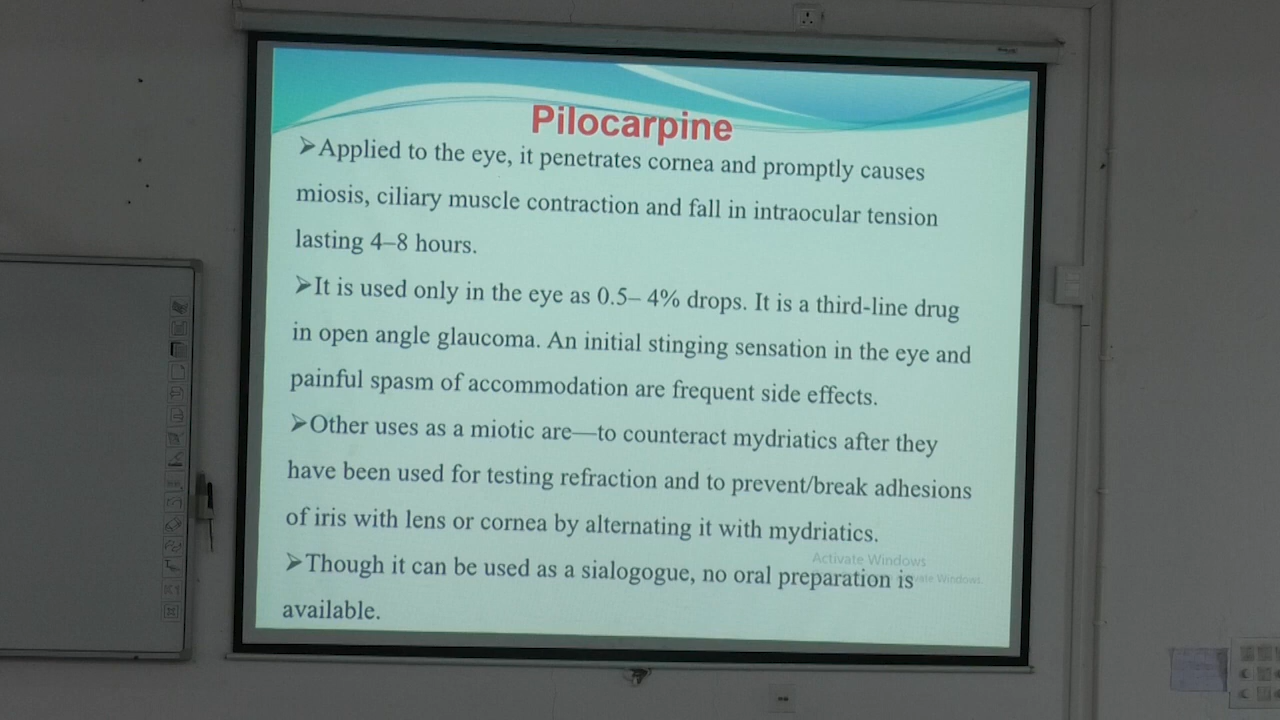 Pilocarpine
➢Applied to the eye, it penetrates cornea and promptly causes
miosis, ciliary muscle contraction and fall in intraocular tension
lasting 4–8 hours.
➢It is used only in the eye as 0.5– 4% drops. It is a third-line drug
in open angle glaucoma. An initial stinging sensation in the eye and
painful spasm of accommodation are frequent side effects.
➢Other uses as a miotic are—to counteract mydriatics after they
have been used for testing refraction and to prevent/break adhesions
of iris with lens or cornea by alternating it with mydriatics.
➢Though it can be used as a sialogogue, no oral preparation is
available.
Activate Windows
Windows.